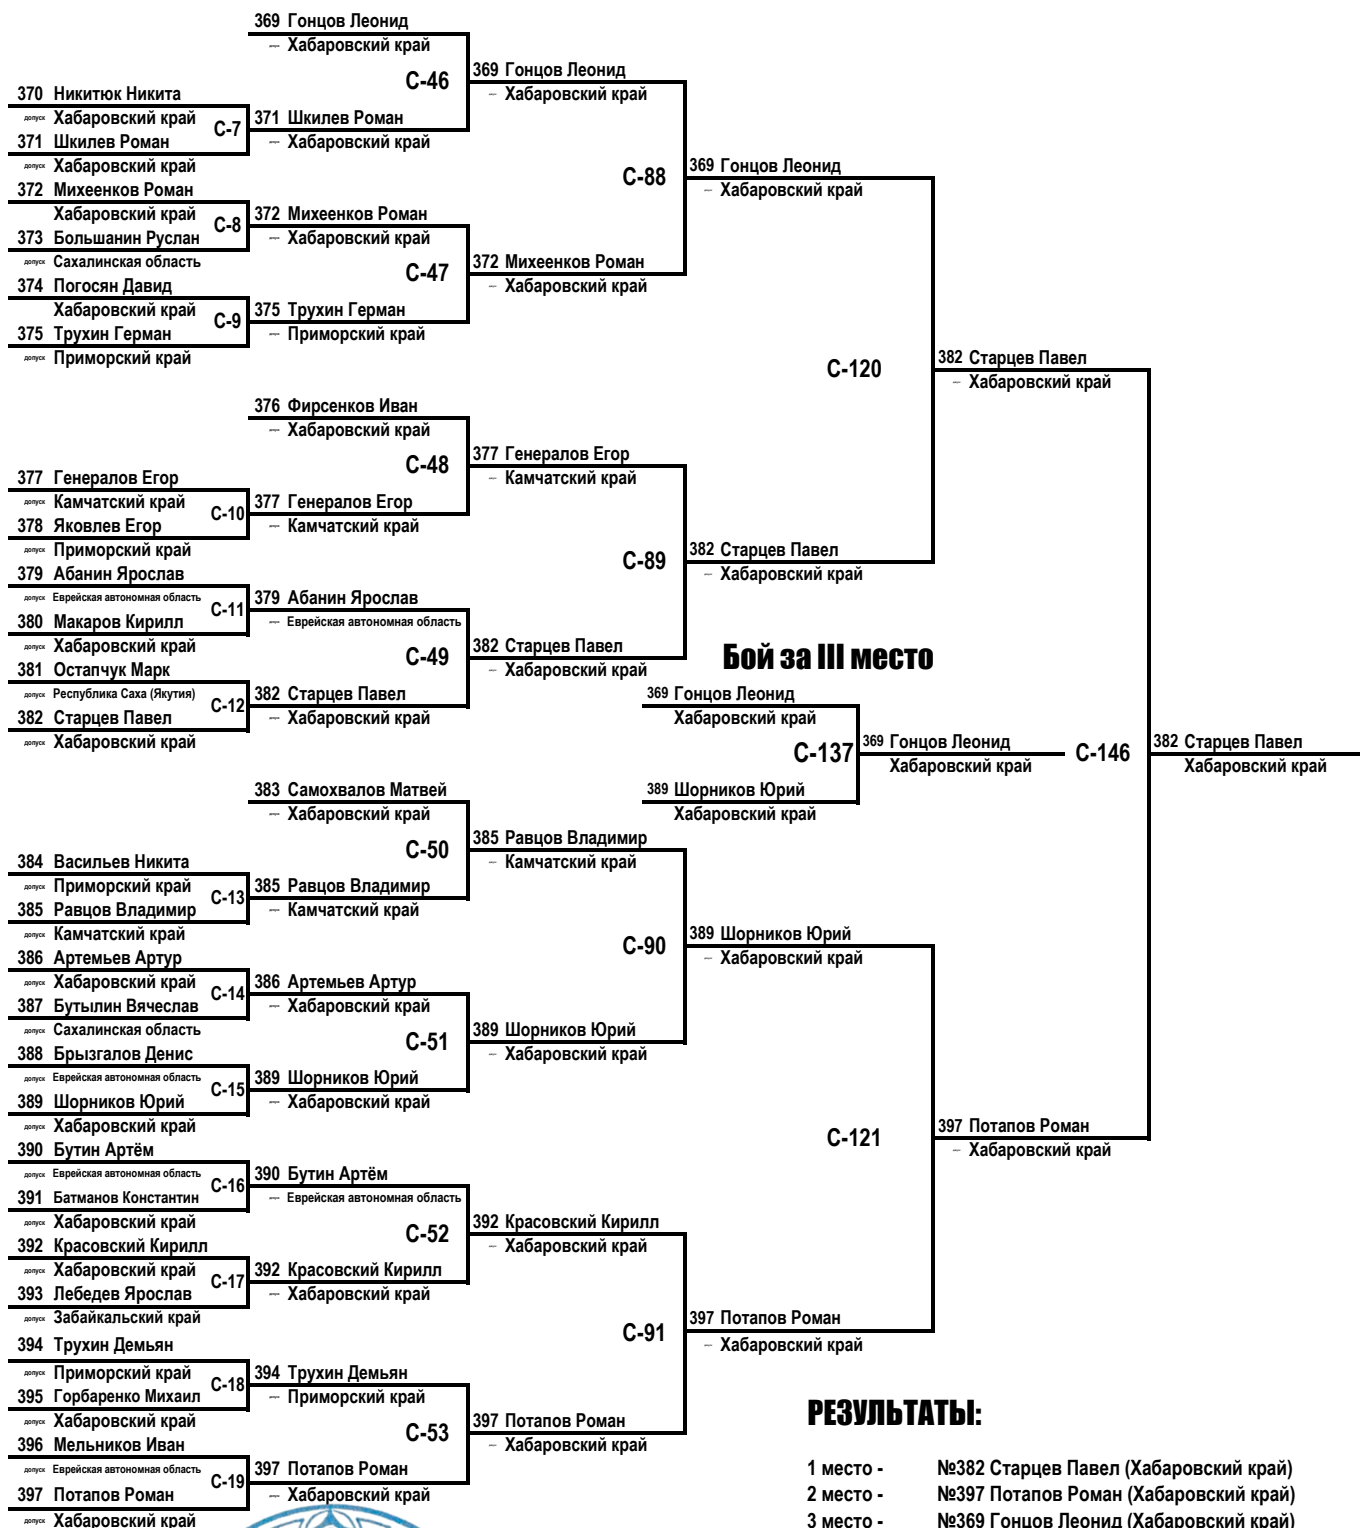 369 Гонцов Леонид
— Хабаровский край
С-46
370 Никитюк Никита
допуск Хабаровский край
С-7
371 Шкилев Роман
допуск Хабаровский край
371 Шкилев Роман
— Хабаровский край
369 Гонцов Леонид
— Хабаровский край
372 Михеенков Роман
Хабаровский край
С-8
373 Большанин Руслан
допуск Сахалинская область
372 Михеенков Роман
— Хабаровский край
С-47
374 Погосян Давид
Хабаровский край
С-9
375 Трухин Герман
допуск Приморский край
375 Трухин Герман
— Приморский край
372 Михеенков Роман
— Хабаровский край
С-88
369 Гонцов Леонид
— Хабаровский край
С-120
376 Фирсенков Иван
— Хабаровский край
С-48
377 Генералов Егор
допуск Камчатский край
С-10
378 Яковлев Егор
допуск Приморский край
377 Генералов Егор
— Камчатский край
377 Генералов Егор
— Камчатский край
С-89
379 Абанин Ярослав
допуск Еврейская автономная область
С-11
380 Макаров Кирилл
допуск Хабаровский край
379 Абанин Ярослав
— Еврейская автономная область
С-49
381 Остапчук Марк
допуск Республика Саха (Якутия)
С-12
382 Старцев Павел
допуск Хабаровский край
382 Старцев Павел
— Хабаровский край
382 Старцев Павел
— Хабаровский край
382 Старцев Павел
— Хабаровский край
382 Старцев Павел
— Хабаровский край
Бой за III место
369 Гонцов Леонид
Хабаровский край
С-137
389 Шорников Юрий
Хабаровский край
369 Гонцов Леонид
Хабаровский край
С-146
382 Старцев Павел
Хабаровский край
383 Самохвалов Матвей
— Хабаровский край
С-50
384 Васильев Никита
допуск Приморский край
С-13
385 Равцов Владимир
допуск Камчатский край
385 Равцов Владимир
— Камчатский край
385 Равцов Владимир
— Камчатский край
С-90
386 Артемьев Артур
допуск Хабаровский край
С-14
387 Бутылин Вячеслав
допуск Сахалинская область
386 Артемьев Артур
— Хабаровский край
С-51
388 Брызгалов Денис
допуск Еврейская автономная область
С-15
389 Шорников Юрий
допуск Хабаровский край
389 Шорников Юрий
— Хабаровский край
389 Шорников Юрий
— Хабаровский край
389 Шорников Юрий
— Хабаровский край
С-121
390 Бутин Артём
допуск Еврейская автономная область
С-16
391 Батманов Константин
допуск Хабаровский край
390 Бутин Артём
— Еврейская автономная область
С-52
392 Красовский Кирилл
допуск Хабаровский край
С-17
393 Лебедев Ярослав
допуск Забайкальский край
392 Красовский Кирилл
— Хабаровский край
392 Красовский Кирилл
— Хабаровский край
С-91
394 Трухин Демьян
допуск Приморский край
С-18
395 Горбаренко Михаил
допуск Хабаровский край
394 Трухин Демьян
— Приморский край
С-53
396 Мельников Иван
допуск Еврейская автономная область
С-19
397 Потапов Роман
допуск Хабаровский край
397 Потапов Роман
— Хабаровский край
397 Потапов Роман
— Хабаровский край
397 Потапов Роман
— Хабаровский край
397 Потапов Роман
— Хабаровский край
РЕЗУЛЬТАТЫ:
1 место - №382 Старцев Павел (Хабаровский край)
2 место - №397 Потапов Роман (Хабаровский край)
3 место - №369 Гонцов Леонид (Хабаровский край)